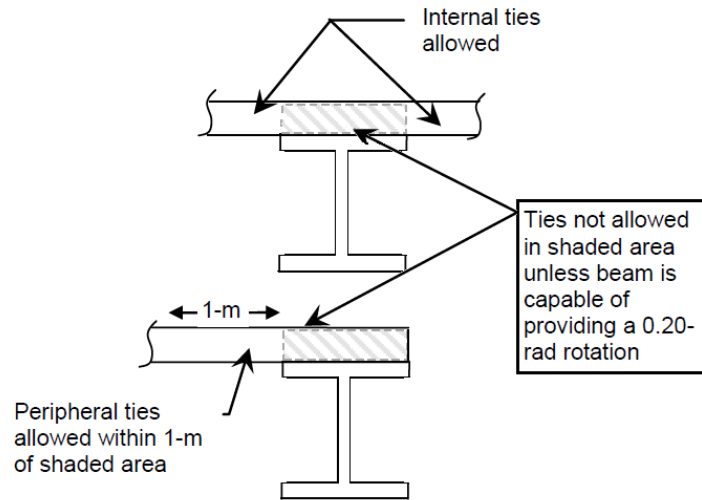 Internal ties
allowed
Ties not allowed
in shaded area
unless beam is
capable of
providing a 0.20-
rad rotation
1-m
Peripheral ties
allowed within 1-m
of shaded area